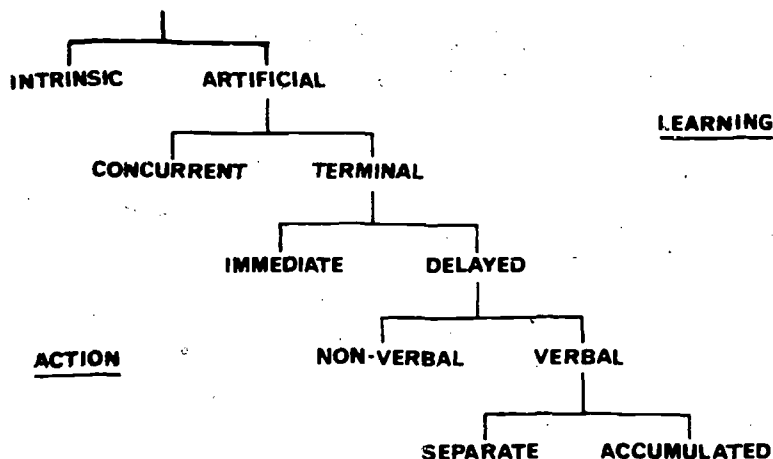 INTRINSIC ARTIFICIAL
LEARNING
CONCURRENT TERMINAL
IMMEDIATE DELAYED
ACTION NON-VERBAL VERBAL
SEPARATE ACCUMULATED